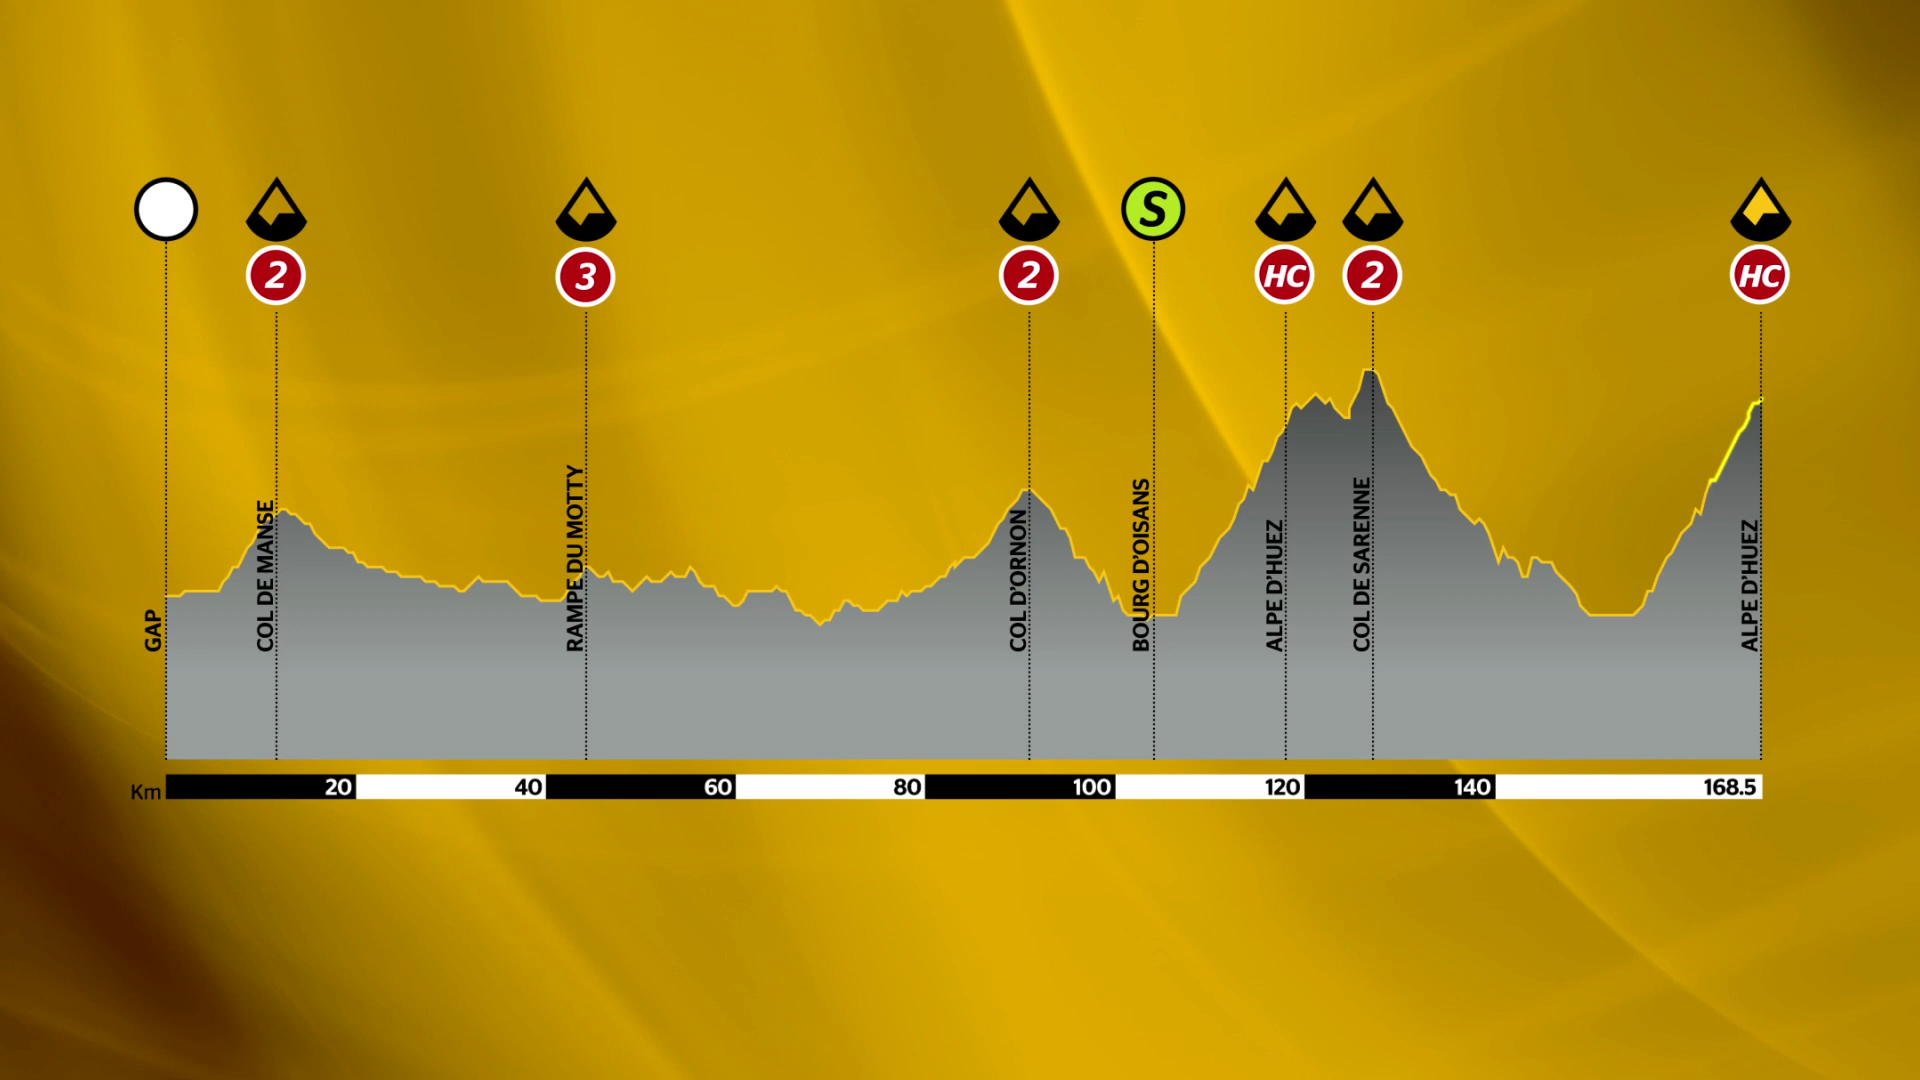 2
3
2
S
HC
2
HC
GAP
COL DE MANSE
RAMPE DU MOTTY
COL D'ORNON
BOURG D'OISANS
ALPE D'HUEZ
COL DE SARENNE
ALPE D'HUEZ
Km 20 40 60 80 100 120 140 168.5